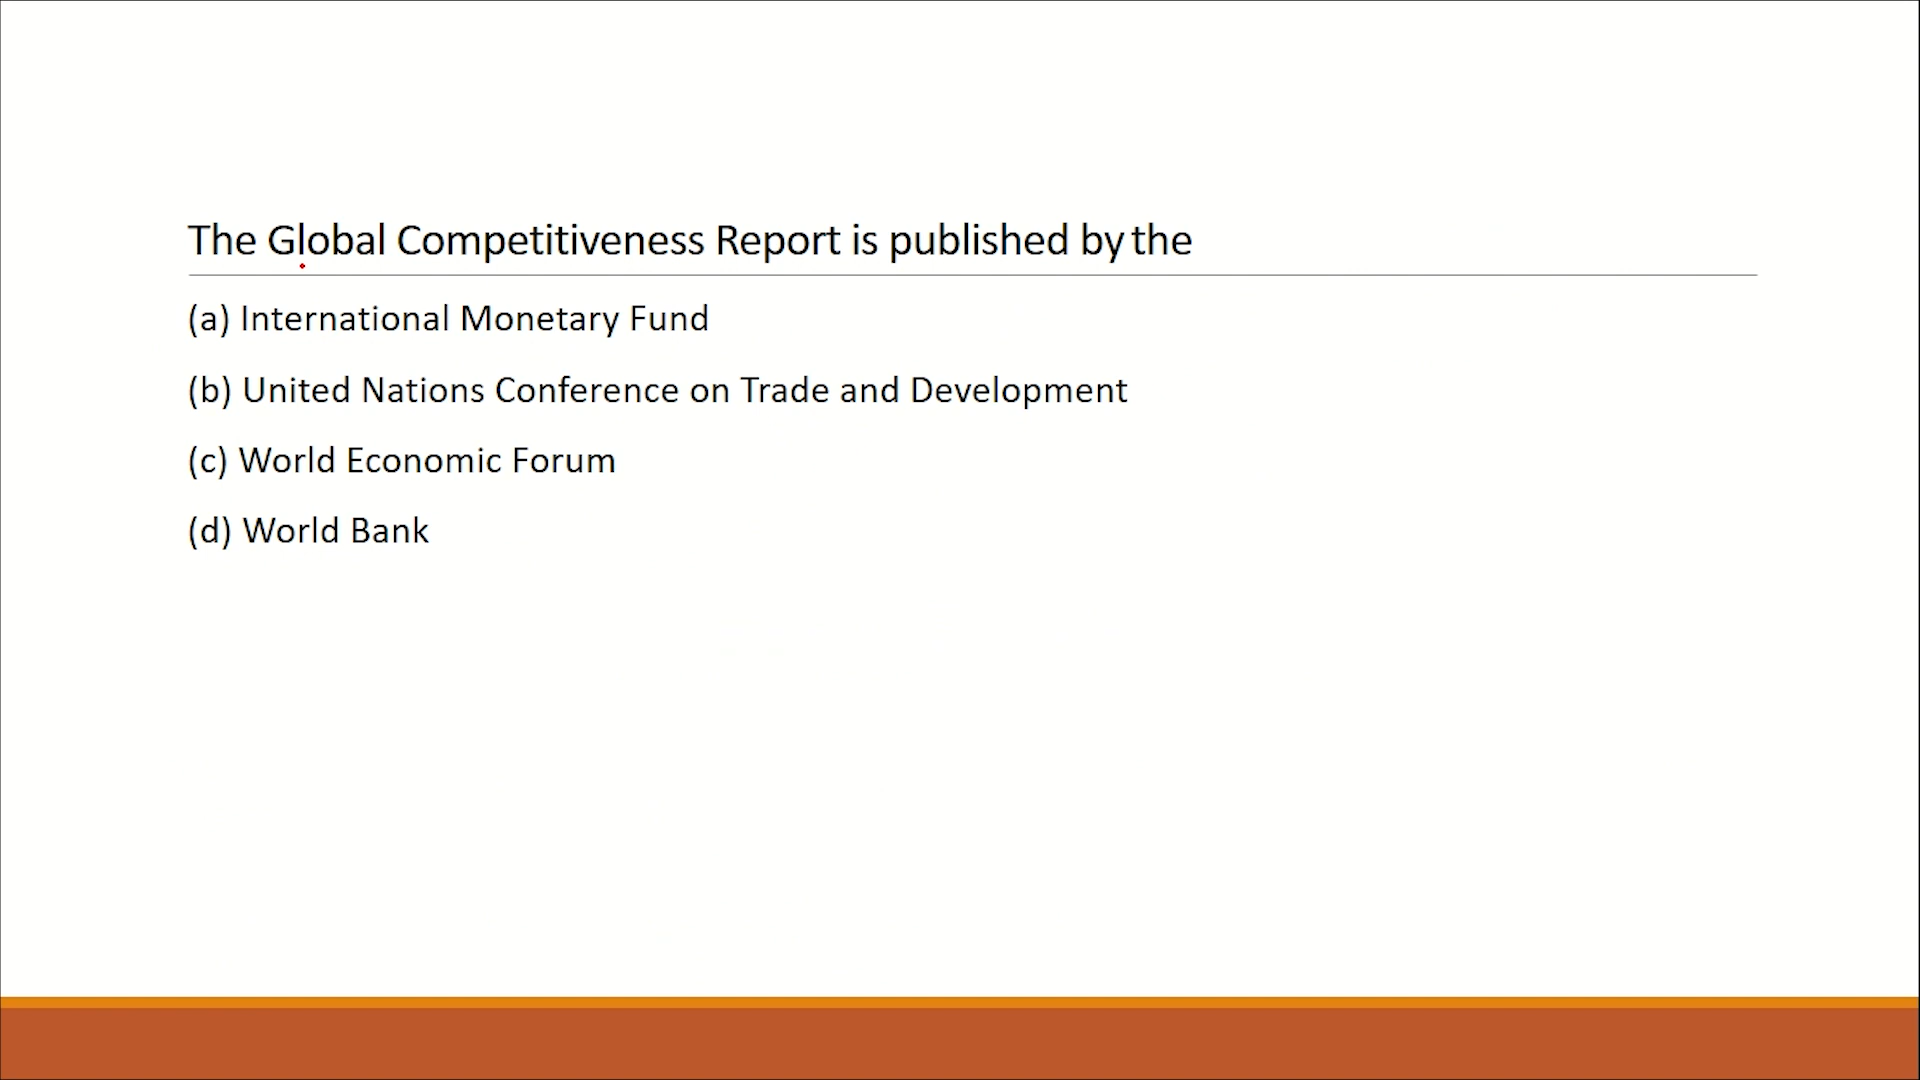 The Global Competitiveness Report is published by the
(a) International Monetary Fund
(b) United Nations Conference on Trade and Development
(c) World Economic Forum
(d) World Bank